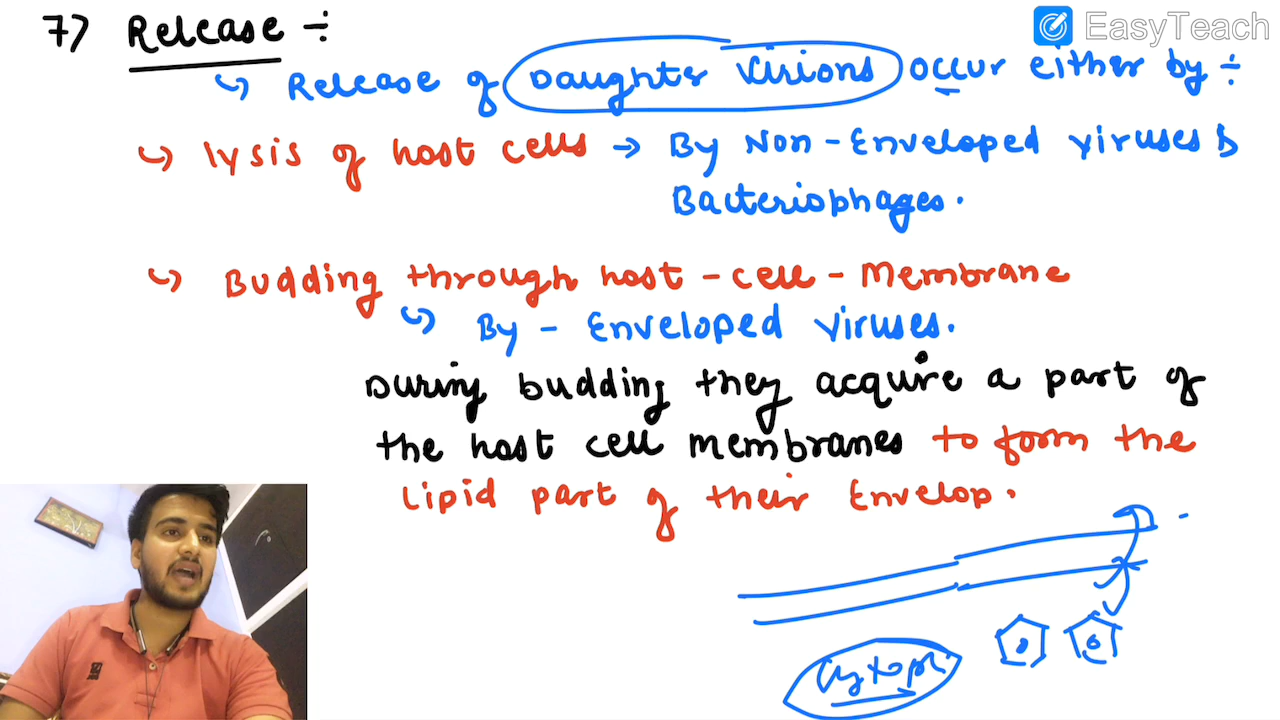 EasyTeach
7) Release ÷
↳ Release of Daughter Virions occur either by ÷
↳ lysis of host cells → By Non-Enveloped viruses &
Bacteriophages.
↳ Budding through host-cell-Membrane
↳ By - Enveloped viruses.
During budding they acquire a part of
the host cell membranes to form the
Lipid part of their Envelop.